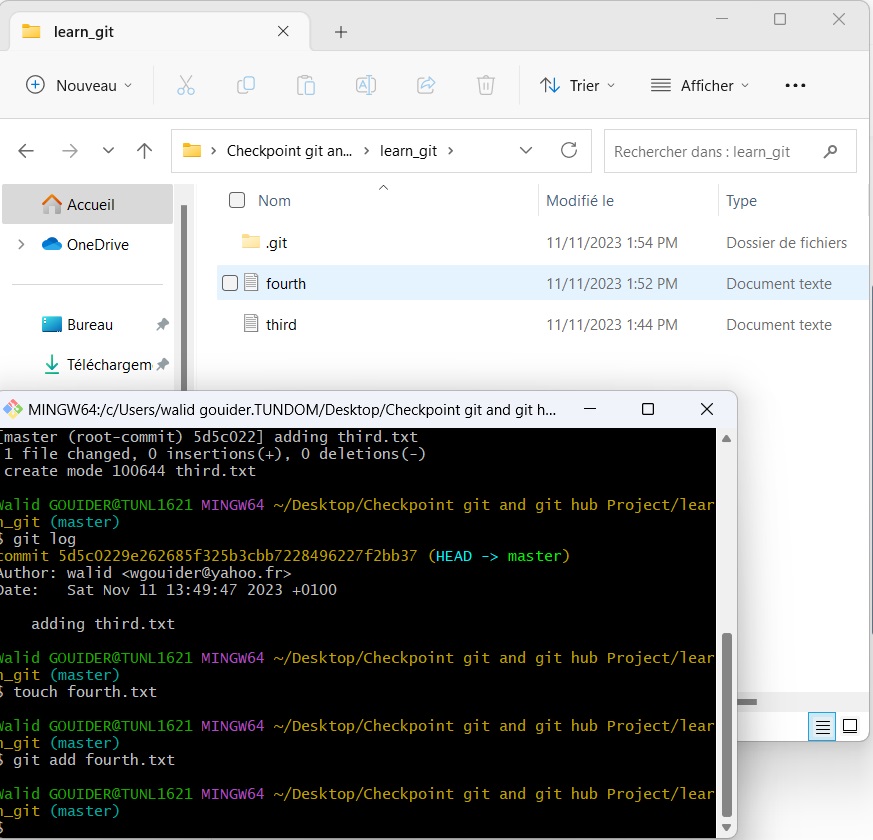 learn_git
Nouveau
Trier
Afficher
Checkpoint git an... learn_git
Rechercher dans : learn_git
Accueil
OneDrive
Bureau
Téléchargem
Nom Modifié le Type
.git 11/11/2023 1:54 PM Dossier de fichiers
fourth 11/11/2023 1:52 PM Document texte
third 11/11/2023 1:44 PM Document texte
MINGW64:/c/Users/walid gouider.TUNDOM/Desktop/Checkpoint git and git h...
[master (root-commit) 5d5c022] adding third.txt
1 file changed, 0 insertions(+), 0 deletions(-)
create mode 100644 third.txt
Walid GOUIDER@TUNL1621 MINGW64 ~/Desktop/Checkpoint git and git hub Project/lear
n_git (master)
$ git log
commit 5d5c0229e262685f325b3cbb7228496227f2bb37 (HEAD -> master)
Author: walid <wgouider@yahoo.fr>
Date: Sat Nov 11 13:49:47 2023 +0100
adding third.txt
Walid GOUIDER@TUNL1621 MINGW64 ~/Desktop/Checkpoint git and git hub Project/lear
n_git (master)
$ touch fourth.txt
Walid GOUIDER@TUNL1621 MINGW64 ~/Desktop/Checkpoint git and git hub Project/lear
n_git (master)
$ git add fourth.txt
Walid GOUIDER@TUNL1621 MINGW64 ~/Desktop/Checkpoint git and git hub Project/lear
n_git (master)
$